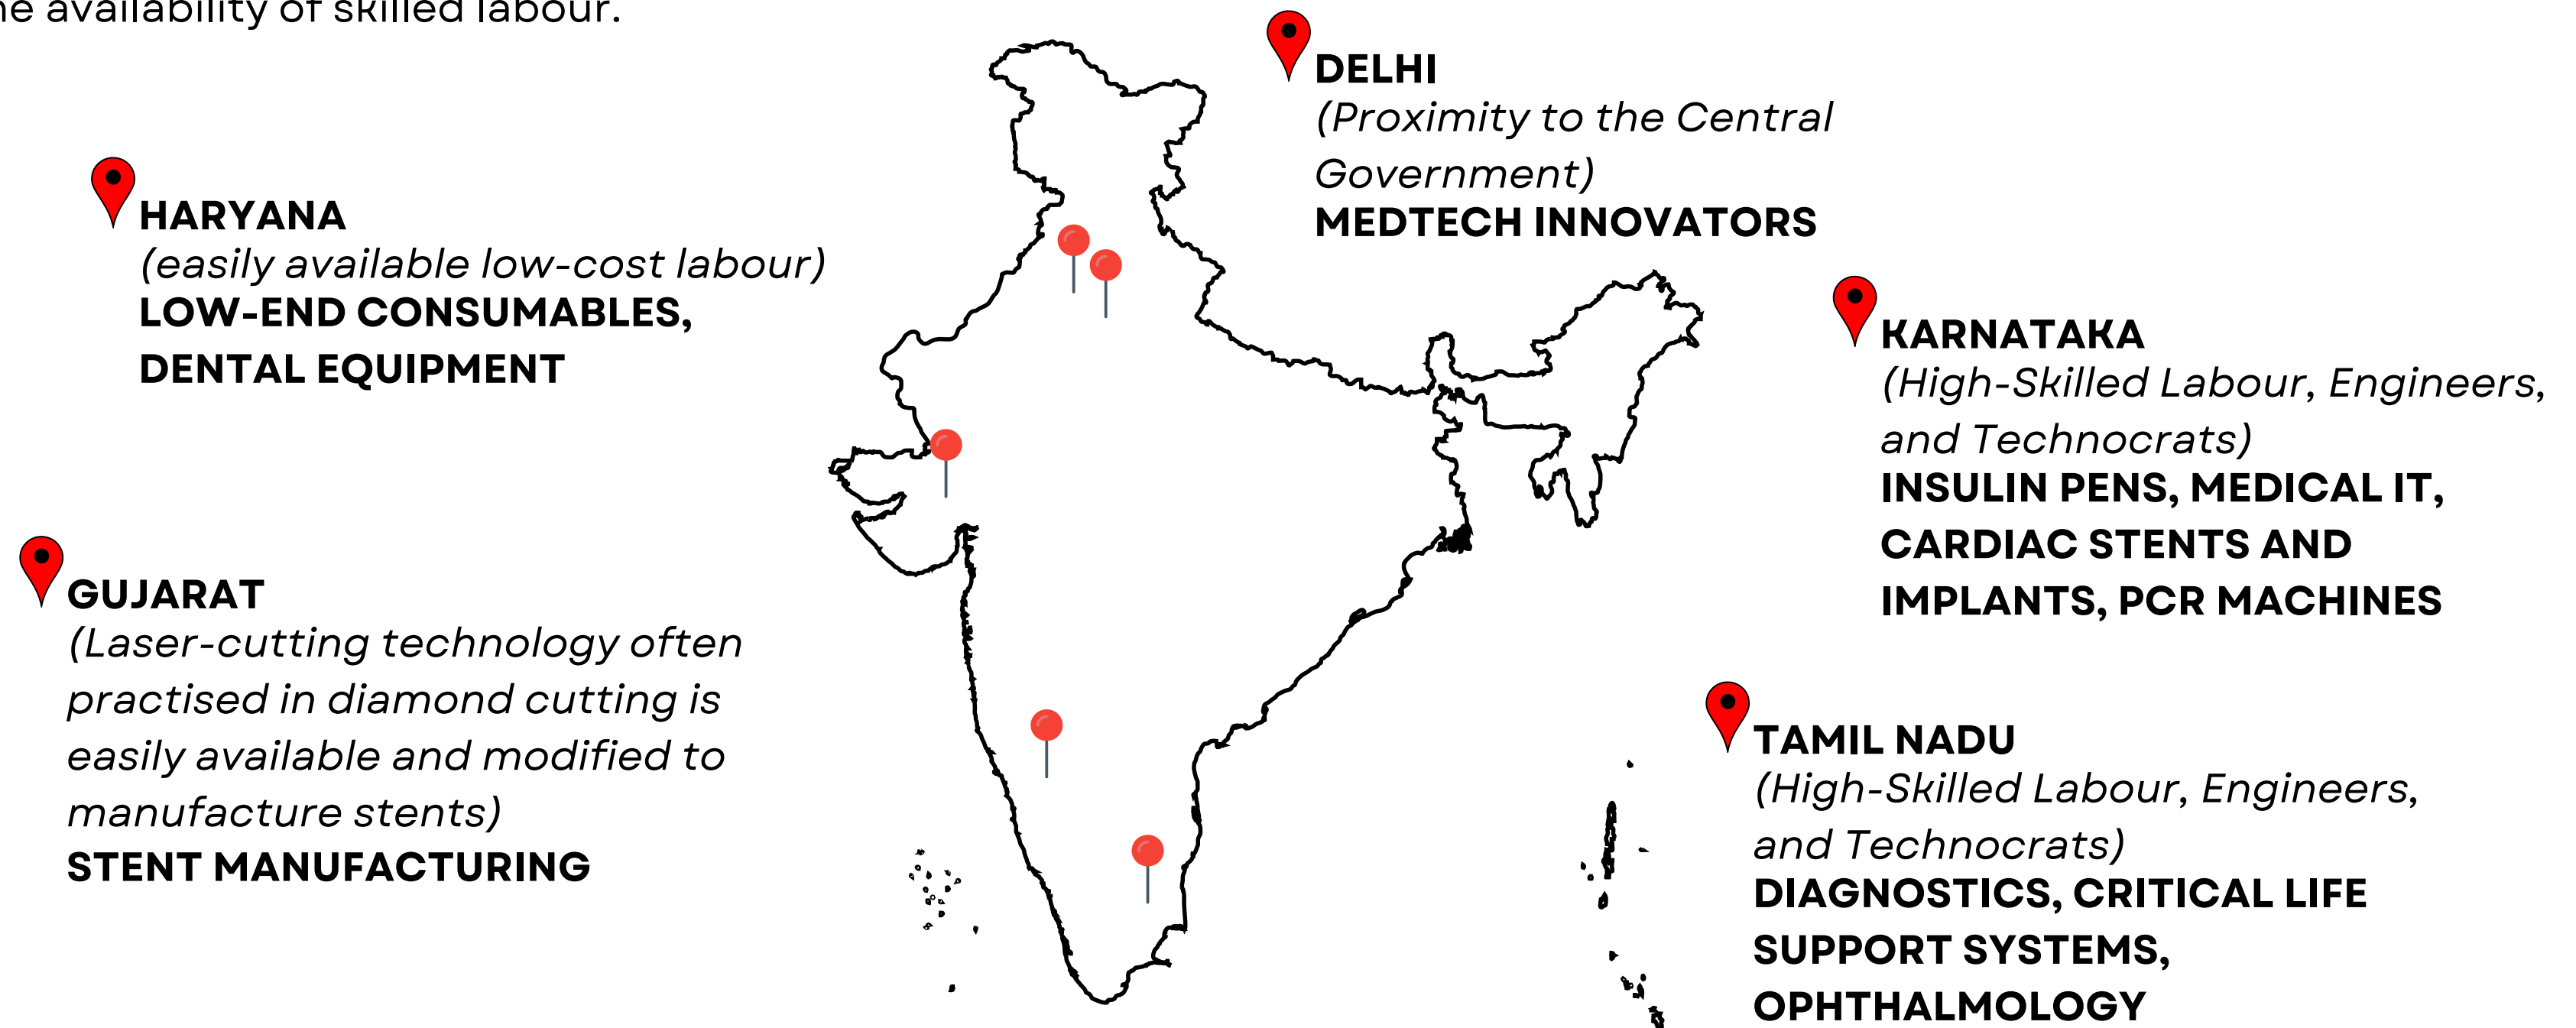 he availability of skilled labour.
DELHI
(Proximity to the Central
Government)
MEDTECH INNOVATORS
HARYANA
(easily available low-cost labour)
LOW-END CONSUMABLES,
DENTAL EQUIPMENT
KARNATAKA
(High-Skilled Labour, Engineers,
and Technocrats)
INSULIN PENS, MEDICAL IT,
CARDIAC STENTS AND
IMPLANTS, PCR MACHINES
GUJARAT
(Laser-cutting technology often
practised in diamond cutting is
easily available and modified to
manufacture stents)
STENT MANUFACTURING
TAMIL NADU
(High-Skilled Labour, Engineers,
and Technocrats)
DIAGNOSTICS, CRITICAL LIFE
SUPPORT SYSTEMS,
OPHTHALMOLOGY